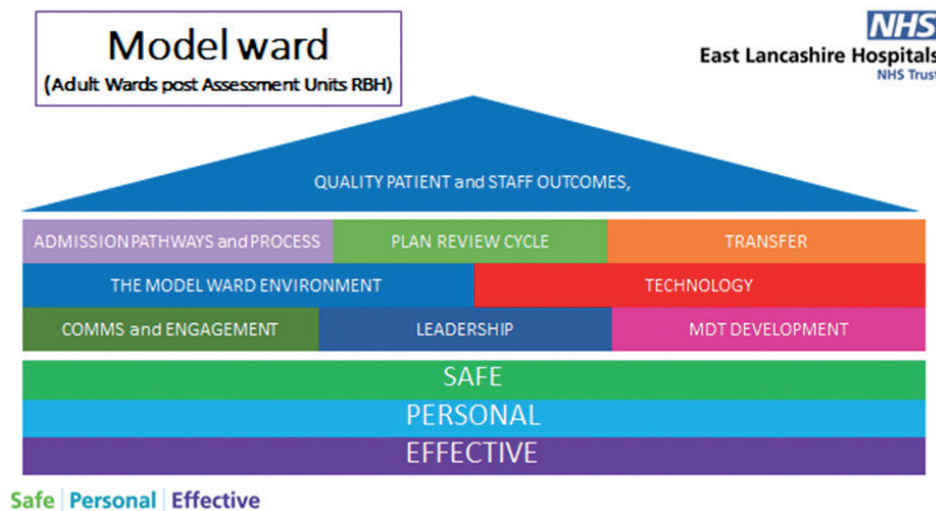 Model ward
(Adult Wards post Assessment Units RBH)
NHS
East Lancashire Hospitals
NHS Trust
QUALITY PATIENT and STAFF OUTCOMES,
ADMISSION PATHWAYS and PROCESS
PLAN REVIEW CYCLE
TRANSFER
THE MODEL WARD ENVIRONMENT
TECHNOLOGY
COMMS and ENGAGEMENT
LEADERSHIP
MDT DEVELOPMENT
SAFE
PERSONAL
EFFECTIVE
Safe | Personal | Effective